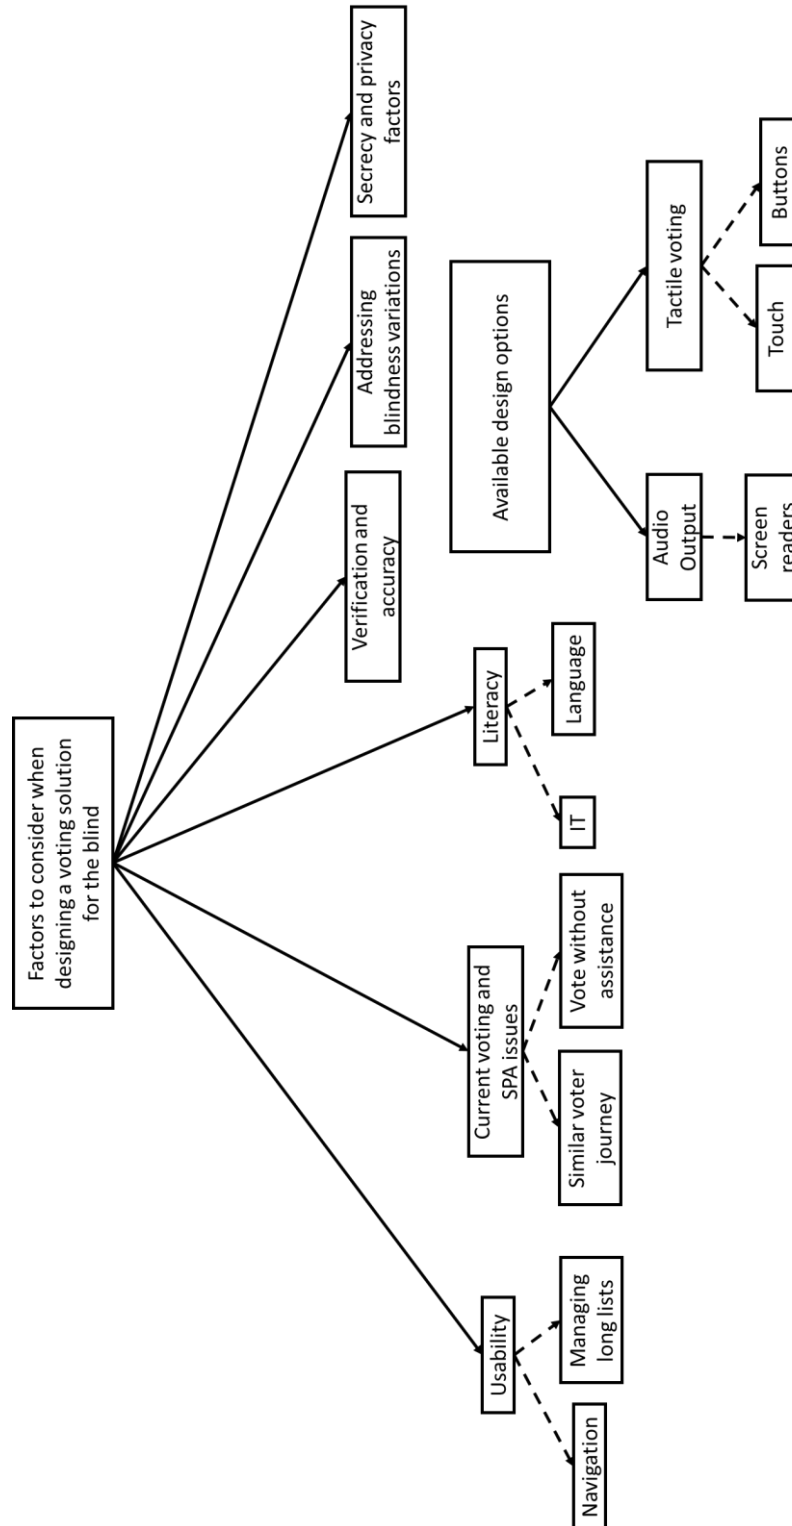 Factors to consider when
designing a voting solution
for the blind
Usability
Navigation
Managing
long lists
Current voting and
SPA issues
Similar voter
journey
Vote without
assistance
Literacy
IT
Language
Verification and
accuracy
Addressing
blindness variations
Secrecy and privacy
factors
Available design options
Audio
Output
Screen
readers
Tactile voting
Touch
Buttons